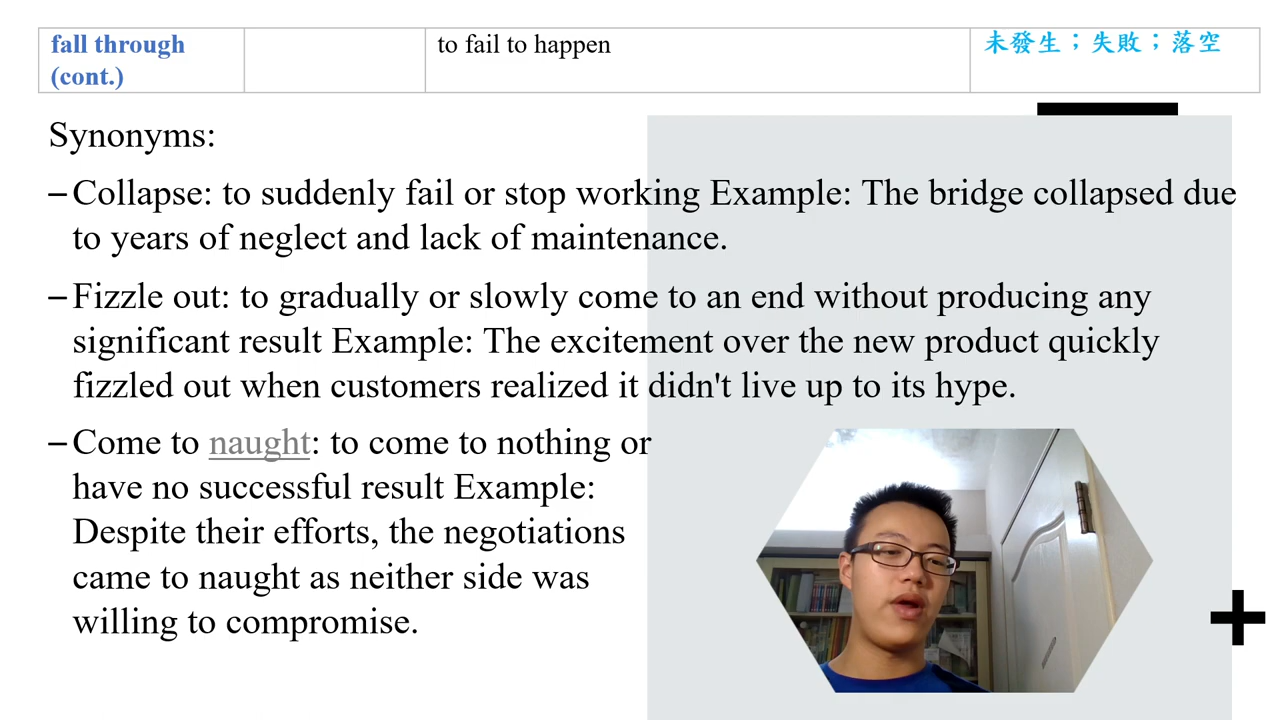 fall through
(cont.)
to fail to happen
未發生；失敗；落空
Synonyms:
–Collapse: to suddenly fail or stop working Example: The bridge collapsed due
to years of neglect and lack of maintenance.
–Fizzle out: to gradually or slowly come to an end without producing any
significant result Example: The excitement over the new product quickly
fizzled out when customers realized it didn't live up to its hype.
–Come to naught: to come to nothing or
have no successful result Example:
Despite their efforts, the negotiations
came to naught as neither side was
willing to compromise.